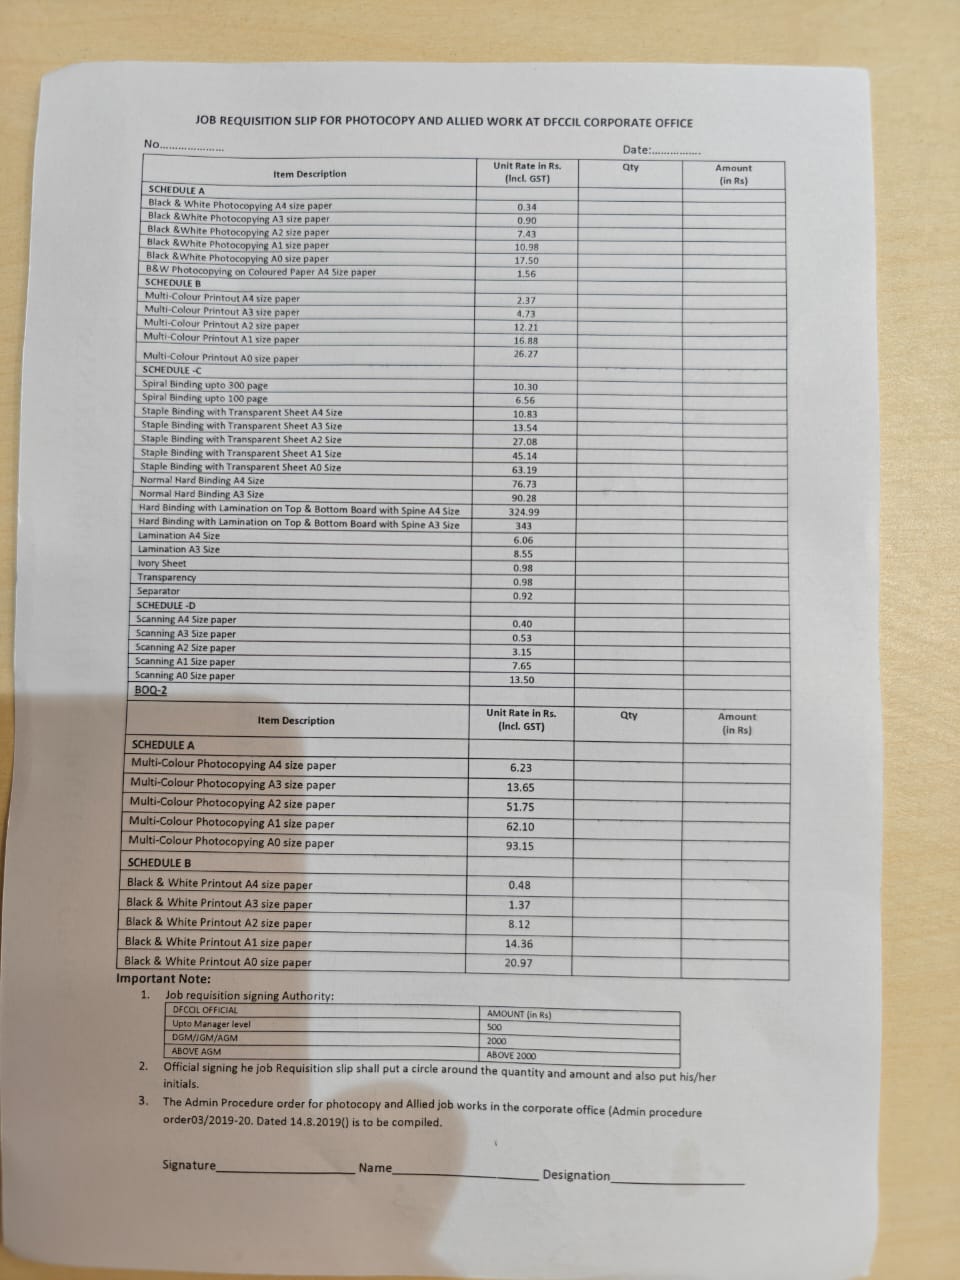 JOB REQUISITION SLIP FOR PHOTOCOPY AND ALLIED WORK AT DFCCIL CORPORATE OFFICE
No..................... Date:................
Item Description Unit Rate in Rs. (Incl. GST) Qty Amount (in Rs)
SCHEDULE A
Black & White Photocopying A4 size paper 0.34
Black &White Photocopying A3 size paper 0.90
Black &White Photocopying A2 size paper 7.43
Black &White Photocopying A1 size paper 10.98
Black &White Photocopying A0 size paper 17.50
B&W Photocopying on Coloured Paper A4 Size paper 1.56
SCHEDULE B
Multi-Colour Printout A4 size paper 2.37
Multi-Colour Printout A3 size paper 4.73
Multi-Colour Printout A2 size paper 12.21
Multi-Colour Printout A1 size paper 16.88
Multi-Colour Printout A0 size paper 26.27
SCHEDULE -C
Spiral Binding upto 300 page 10.30
Spiral Binding upto 100 page 6.56
Staple Binding with Transparent Sheet A4 Size 10.83
Staple Binding with Transparent Sheet A3 Size 13.54
Staple Binding with Transparent Sheet A2 Size 27.08
Staple Binding with Transparent Sheet A1 Size 45.14
Staple Binding with Transparent Sheet A0 Size 63.19
Normal Hard Binding A4 Size 76.73
Normal Hard Binding A3 Size 90.28
Hard Binding with Lamination on Top & Bottom Board with Spine A4 Size 324.99
Hard Binding with Lamination on Top & Bottom Board with Spine A3 Size 343
Lamination A4 Size 6.06
Lamination A3 Size 8.55
Ivory Sheet 0.98
Transparency 0.98
Separator 0.92
SCHEDULE -D
Scanning A4 Size paper 0.40
Scanning A3 Size paper 0.53
Scanning A2 Size paper 3.15
Scanning A1 Size paper 7.65
Scanning A0 Size paper 13.50
BOQ-2
Item Description Unit Rate in Rs. (Incl. GST) Qty Amount (in Rs)
SCHEDULE A
Multi-Colour Photocopying A4 size paper 6.23
Multi-Colour Photocopying A3 size paper 13.65
Multi-Colour Photocopying A2 size paper 51.75
Multi-Colour Photocopying A1 size paper 62.10
Multi-Colour Photocopying A0 size paper 93.15
SCHEDULE B
Black & White Printout A4 size paper 0.48
Black & White Printout A3 size paper 1.37
Black & White Printout A2 size paper 8.12
Black & White Printout A1 size paper 14.36
Black & White Printout A0 size paper 20.97
Important Note:
1. Job requisition signing Authority:
DFCCIL OFFICIAL AMOUNT (in Rs)
Upto Manager level 500
DGM/JGM/AGM 2000
ABOVE AGM ABOVE 2000
2. Official signing he job Requisition slip shall put a circle around the quantity and amount and also put his/her
initials.
3. The Admin Procedure order for photocopy and Allied job works in the corporate office (Admin procedure
order03/2019-20. Dated 14.8.2019() is to be compiled.
Signature____________________ Name_____________________ Designation___________________